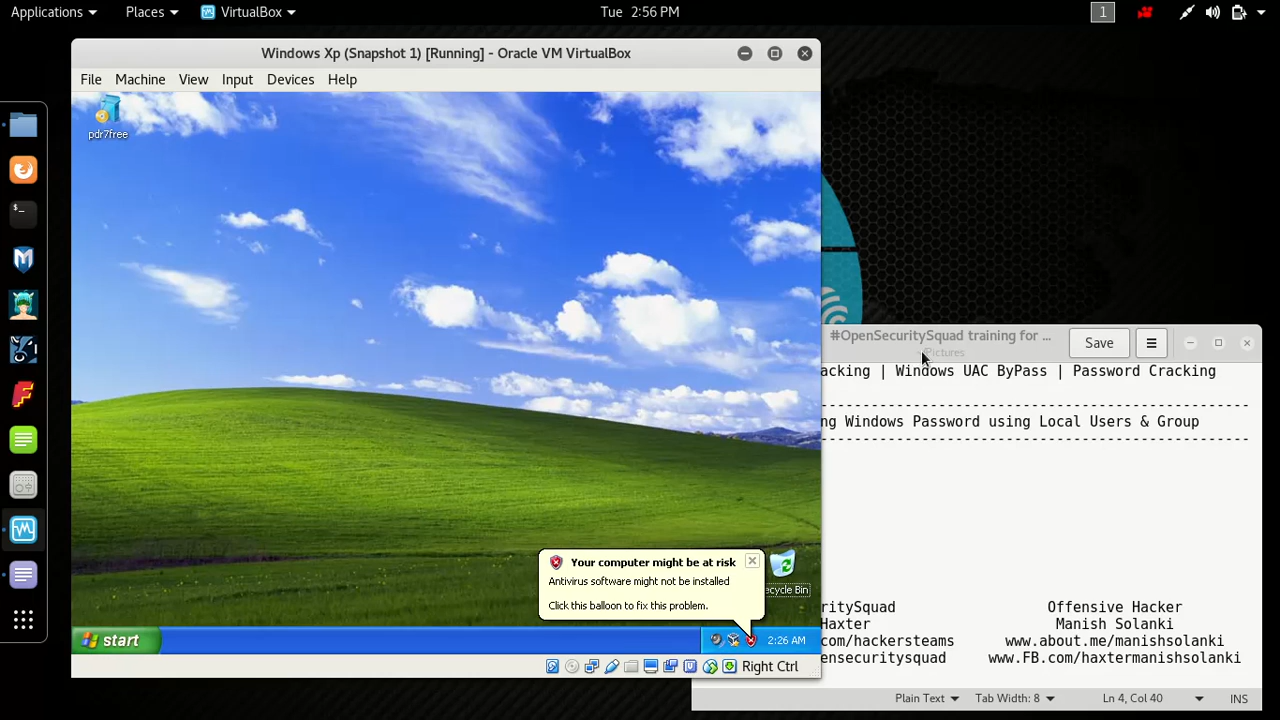 Applications
Places
VirtualBox
Tue 2:56 PM
1
Windows Xp (Snapshot 1) [Running] - Oracle VM VirtualBox
File Machine View Input Devices Help
pdr7free
#OpenSecuritySquad training for ...
Pictures
Save
acking | Windows UAC ByPass | Password Cracking
--------------------------------------------------
ng Windows Password using Local Users & Group
--------------------------------------------------
Your computer might be at risk
Antivirus software might not be installed
Click this balloon to fix this problem.
ecycle Bin
start
2:26 AM
Right Ctrl
ritySquad Offensive Hacker
Haxter Manish Solanki
com/hackersteams www.about.me/manishsolanki
ensecuritysquad www.FB.com/haxtermanishsolanki
Plain Text Tab Width: 8 Ln 4, Col 40 INS